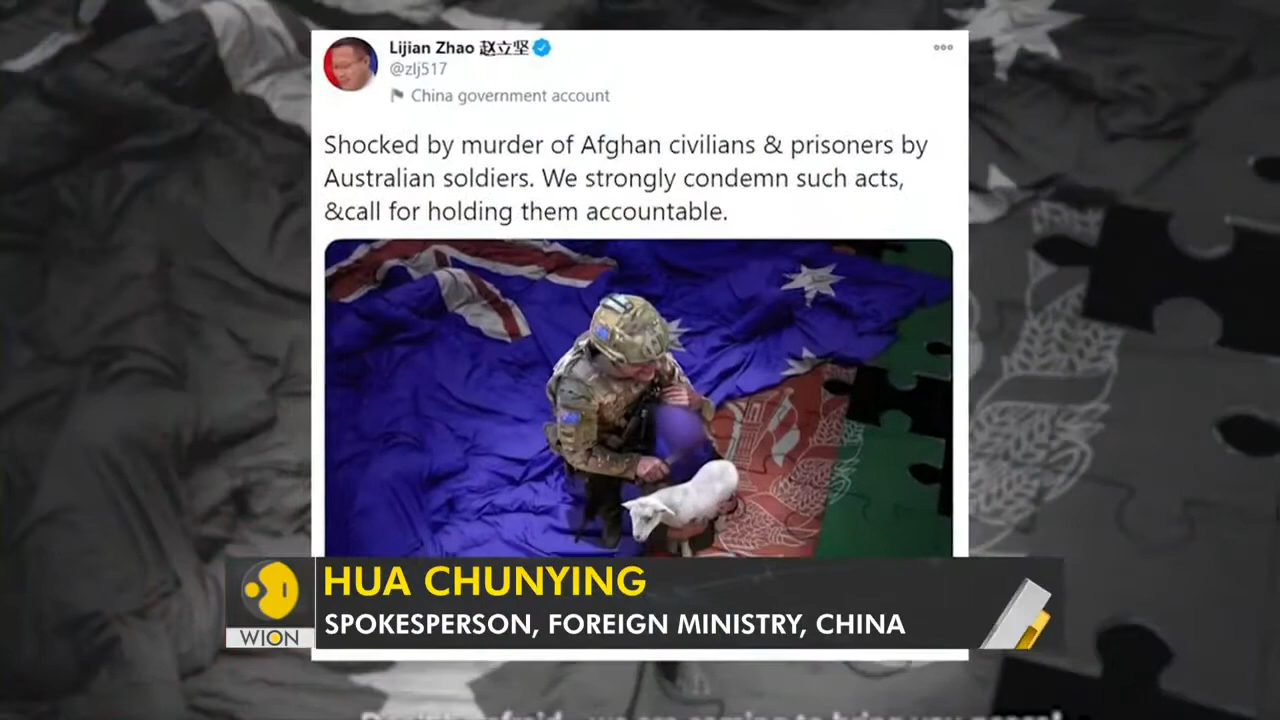 Lijian Zhao 赵立坚
@zlj517
China government account
Shocked by murder of Afghan civilians & prisoners by
Australian soldiers. We strongly condemn such acts,
&call for holding them accountable.
HUA CHUNYING
SPOKESPERSON, FOREIGN MINISTRY, CHINA
WION